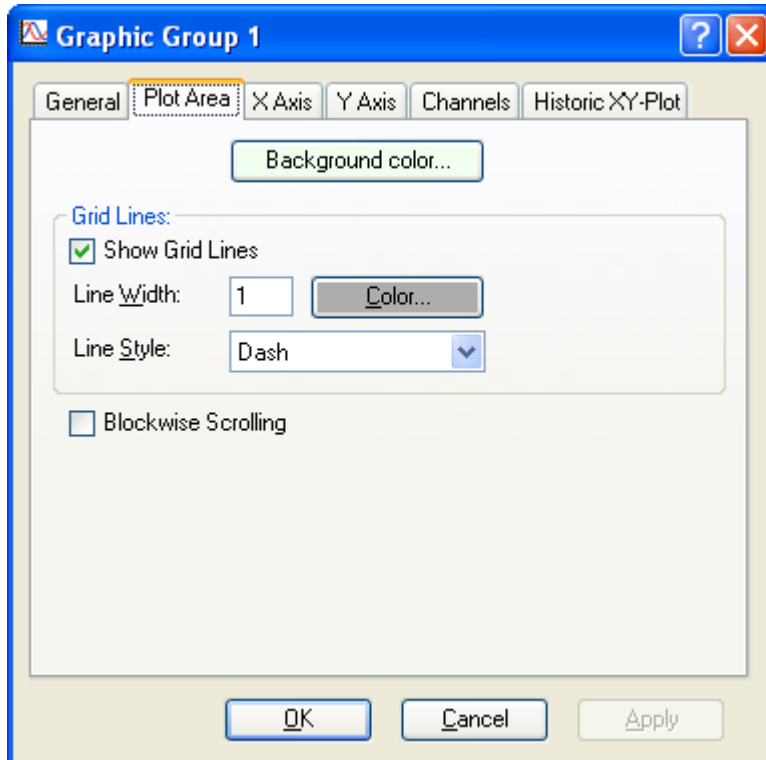 Graphic Group 1
General Plot Area X Axis Y Axis Channels Historic XY-Plot
Background color...
Grid Lines:
Show Grid Lines
Line Width: 1 Color...
Line Style: Dash
Blockwise Scrolling
OK Cancel Apply